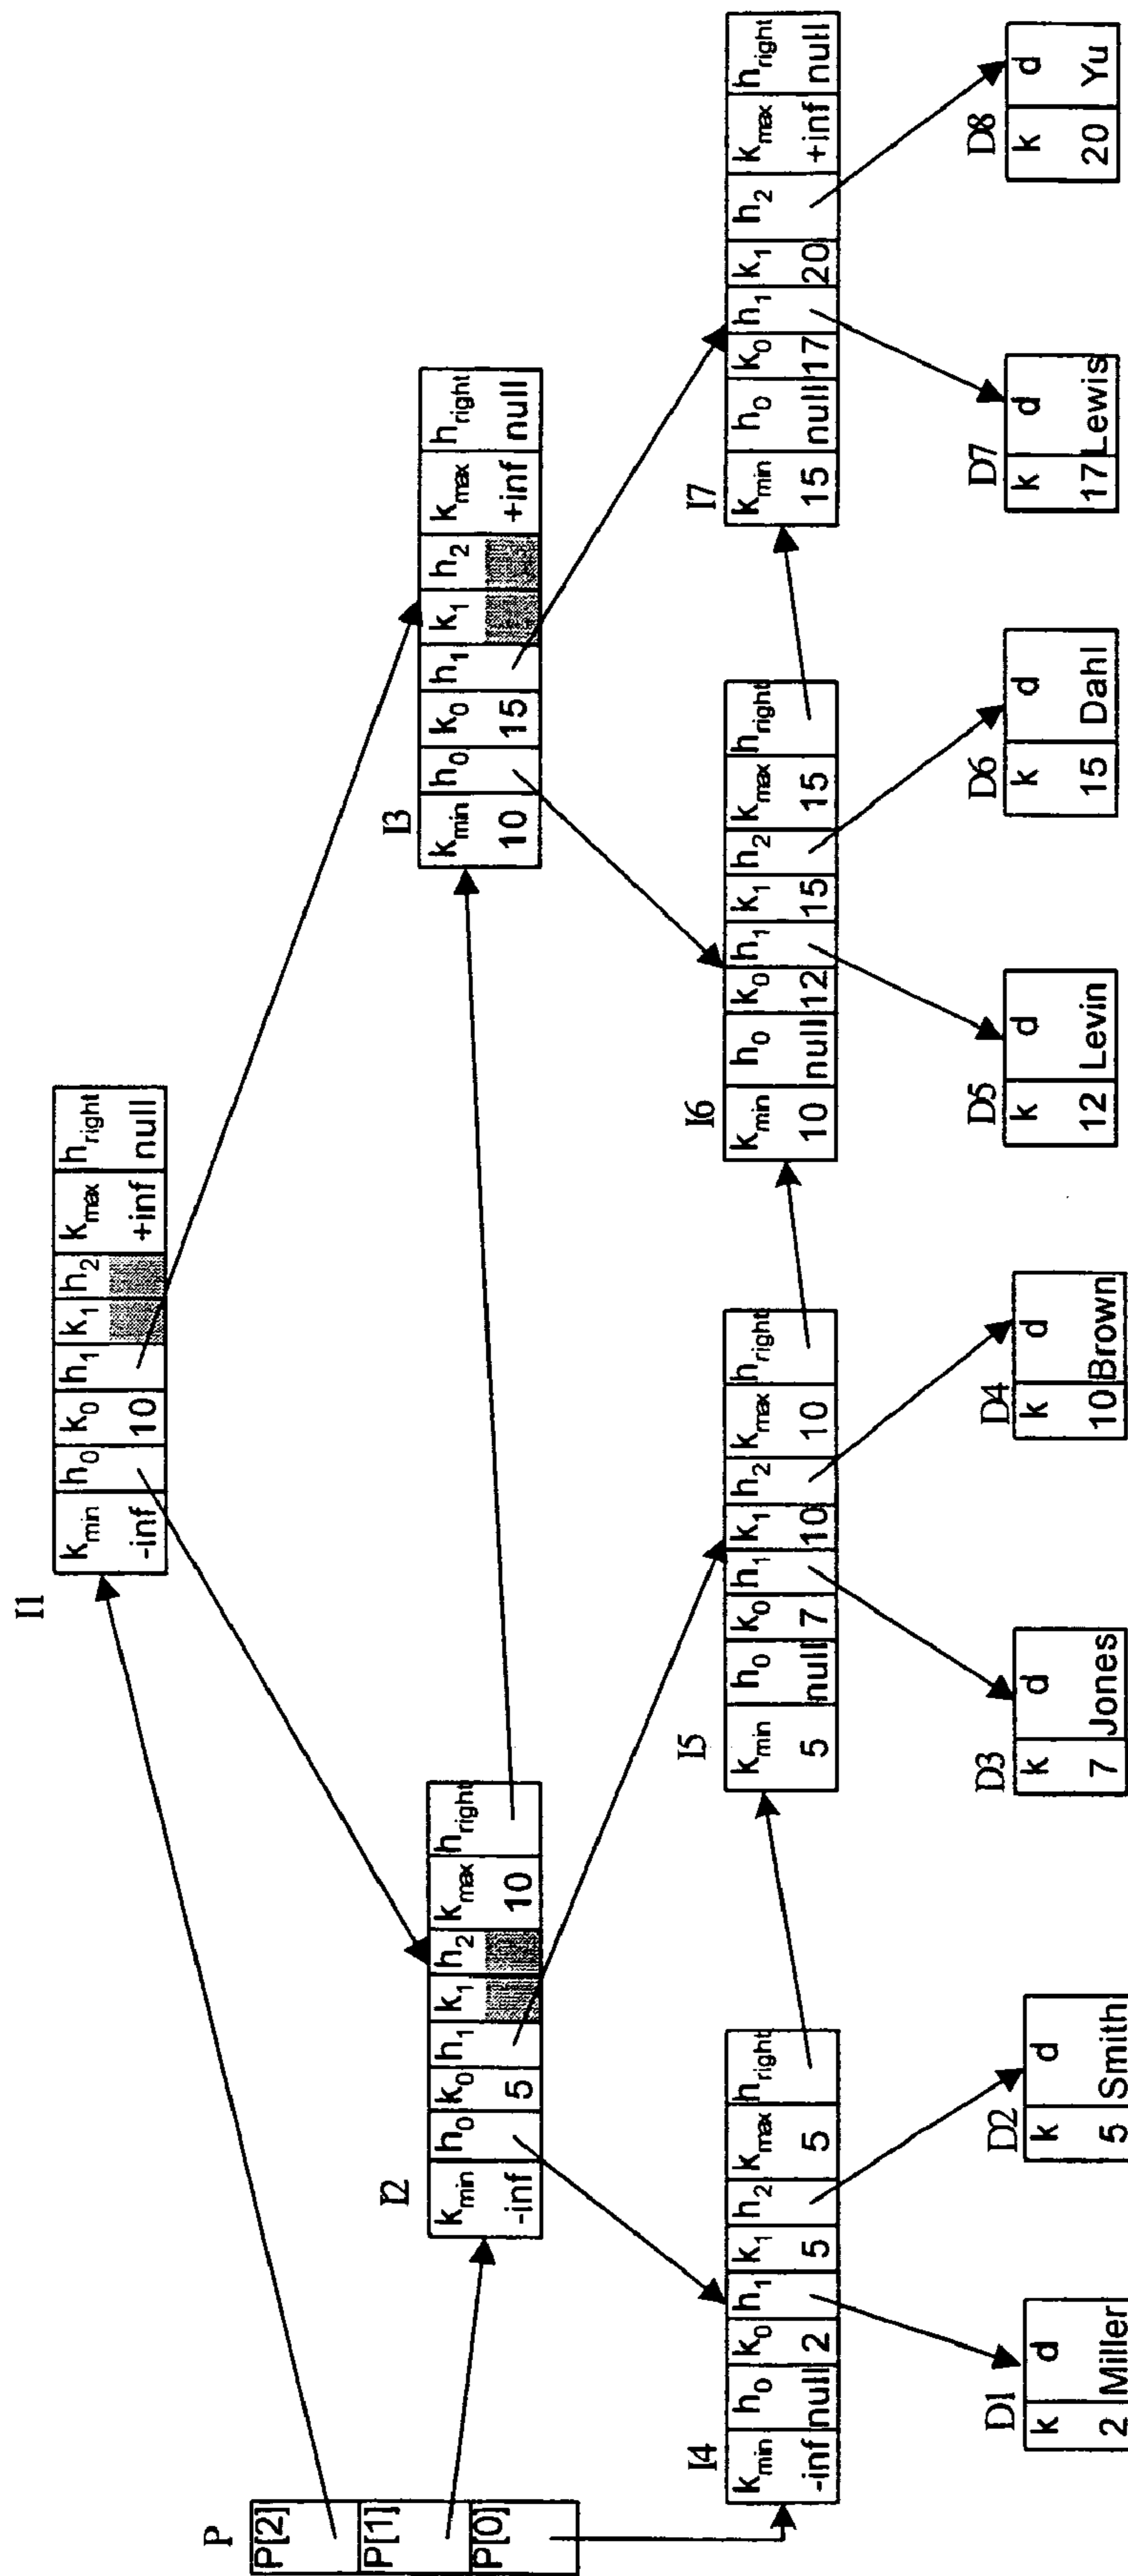 I1
k_min h_0 k_0 h_1 k_1 h_2 k_max h_right
-inf 10 +inf null
P
P[2]
P[1]
P[0]
I2
k_min h_0 k_0 h_1 k_1 h_2 k_max h_right
-inf 5 10
I3
k_min h_0 k_0 h_1 k_1 h_2 k_max h_right
10 15 +inf null
I4
k_min h_0 k_0 h_1 k_1 h_2 k_max h_right
-inf null 2 5 5
I5
k_min h_0 k_0 h_1 k_1 h_2 k_max h_right
5 null 7 10 10
I6
k_min h_0 k_0 h_1 k_1 h_2 k_max h_right
10 null 12 15 15
I7
k_min h_0 k_0 h_1 k_1 h_2 k_max h_right
15 null 17 20 +inf null
D1
k d
2 Miller
D2
k d
5 Smith
D3
k d
7 Jones
D4
k d
10 Brown
D5
k d
12 Levin
D6
k d
15 Dahl
D7
k d
17 Lewis
D8
k d
20 Yu